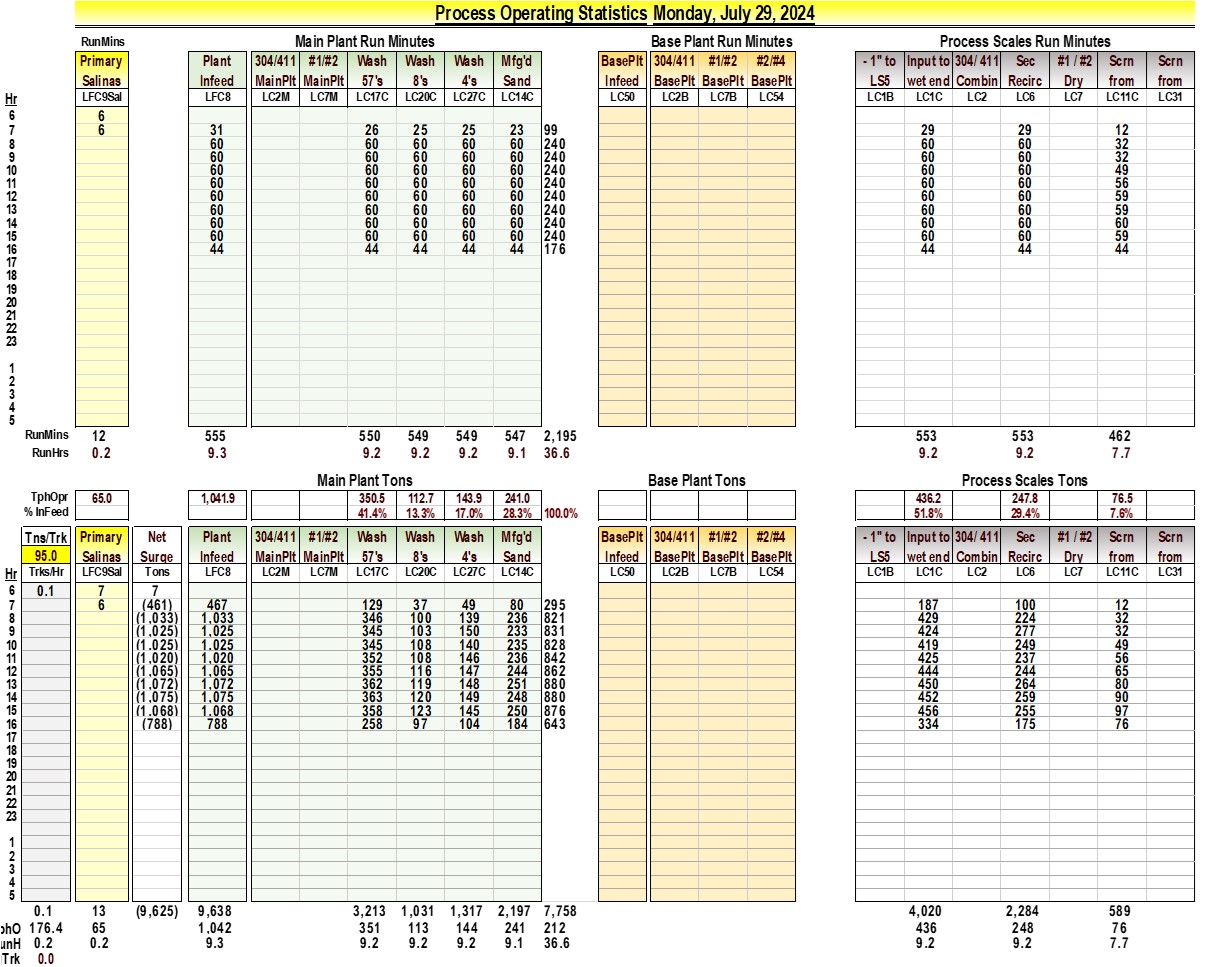 Process Operating Statistics Monday, July 29, 2024
RunMins Main Plant Run Minutes Base Plant Run Minutes Process Scales Run Minutes
Primary Plant 304/411 #1/#2 Wash Wash Wash Mfg'd BasePlt 304/411 #1/#2 #2/#4 - 1" to Input to 304/ 411 Sec #1 / #2 Scrn Scrn
Salinas Infeed MainPlt MainPlt 57's 8's 4's Sand Infeed BasePlt BasePlt BasePlt LS5 wet end Combin Recirc Dry from from
Hr LFC9Sal LFC8 LC2M LC7M LC17C LC20C LC27C LC14C LC50 LC2B LC7B LC54 LC1B LC1C LC2 LC6 LC7 LC11C LC31
6 6
7 6 31 26 25 25 23 99 29 29 12
8 60 60 60 60 60 240 60 60 32
9 60 60 60 60 60 240 60 60 32
10 60 60 60 60 60 240 60 60 49
11 60 60 60 60 60 240 60 60 56
12 60 60 60 60 60 240 60 60 59
13 60 60 60 60 60 240 60 60 59
14 60 60 60 60 60 240 60 60 60
15 60 60 60 60 60 240 60 60 59
16 44 44 44 44 44 176 44 44 44
17
18
19
20
21
22
23
1
2
3
4
5
RunMins 12 555 550 549 549 547 2,195 553 553 462
RunHrs 0.2 9.3 9.2 9.2 9.2 9.1 36.6 9.2 9.2 7.7
Main Plant Tons Base Plant Tons Process Scales Tons
TphOpr 65.0 1,041.9 350.5 112.7 143.9 241.0 436.2 247.8 76.5
% InFeed 41.4% 13.3% 17.0% 28.3% 100.0% 51.8% 29.4% 7.6%
Tns/Trk Primary Net Plant 304/411 #1/#2 Wash Wash Wash Mfg'd BasePlt 304/411 #1/#2 #2/#4 - 1" to Input to 304/ 411 Sec #1 / #2 Scrn Scrn
95.0 Salinas Surge Infeed MainPlt MainPlt 57's 8's 4's Sand Infeed BasePlt BasePlt BasePlt LS5 wet end Combin Recirc Dry from from
Hr Trks/Hr LFC9Sal Tons LFC8 LC2M LC7M LC17C LC20C LC27C LC14C LC50 LC2B LC7B LC54 LC1B LC1C LC2 LC6 LC7 LC11C LC31
6 0.1 7 7
7 6 (461) 467 129 37 49 80 295 187 100 12
8 (1,033) 1,033 346 100 139 236 821 429 224 32
9 (1,025) 1,025 345 103 150 233 831 424 277 32
10 (1,025) 1,025 345 108 140 235 828 419 249 49
11 (1,020) 1,020 352 108 146 236 842 425 237 56
12 (1,065) 1,065 355 116 147 244 862 444 244 65
13 (1,072) 1,072 362 119 148 251 880 450 264 80
14 (1,075) 1,075 363 120 149 248 880 452 259 90
15 (1,068) 1,068 358 123 145 250 876 456 255 97
16 (788) 788 258 97 104 184 643 334 175 76
17
18
19
20
21
22
23
1
2
3
4
5
0.1 13 (9,625) 9,638 3,213 1,031 1,317 2,197 7,758 4,020 2,284 589
phO 176.4 65 1,042 351 113 144 241 212 436 248 76
unH 0.2 0.2 9.3 9.2 9.2 9.2 9.1 36.6 9.2 9.2 7.7
Trk 0.0